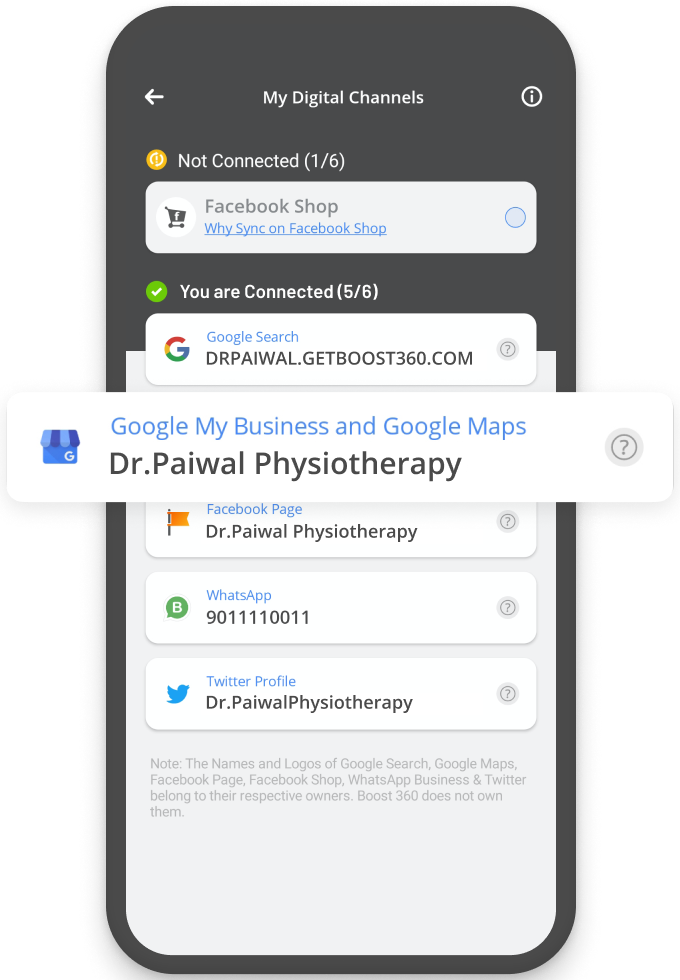 My Digital Channels
Not Connected (1/6)
Facebook Shop
Why Sync on Facebook Shop
You are Connected (5/6)
Google Search
DRPAIWAL.GETBOOST360.COM
Google My Business and Google Maps
Dr.Paiwal Physiotherapy
Facebook Page
Dr.Paiwal Physiotherapy
WhatsApp
9011110011
Twitter Profile
Dr.PaiwalPhysiotherapy
Note: The Names and Logos of Google Search, Google Maps,
Facebook Page, Facebook Shop, WhatsApp Business & Twitter
belong to their respective owners. Boost 360 does not own
them.